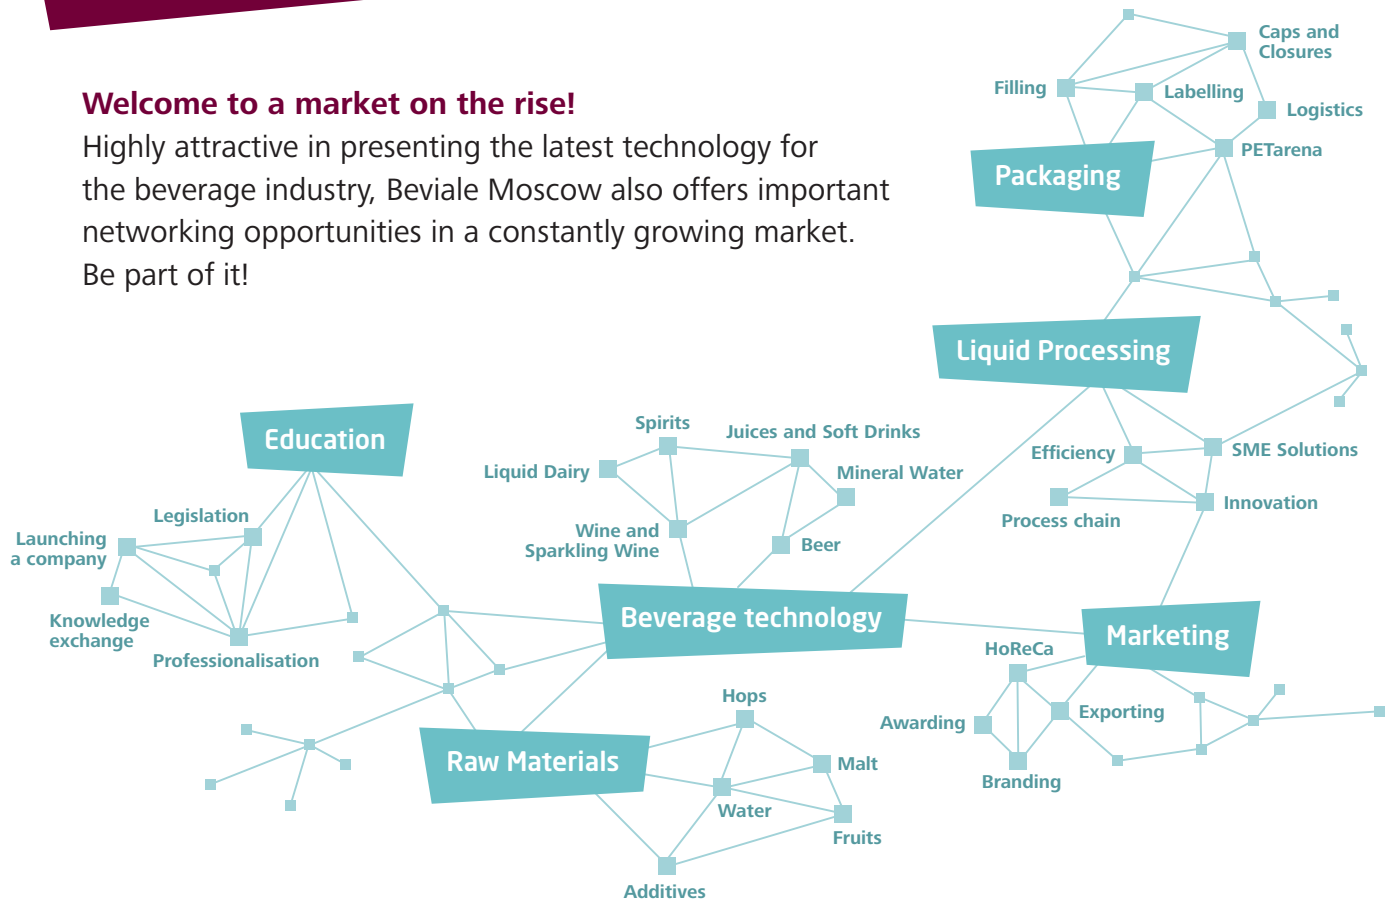 Welcome to a market on the rise!
Highly attractive in presenting the latest technology for
the beverage industry, Beviale Moscow also offers important
networking opportunities in a constantly growing market.
Be part of it!
Caps and
Closures
Filling
Labelling
Logistics
PETarena
Packaging
Liquid Processing
Efficiency
SME Solutions
Process chain
Innovation
Education
Legislation
Launching
a company
Knowledge
exchange
Professionalisation
Spirits
Juices and Soft Drinks
Liquid Dairy
Mineral Water
Wine and
Sparkling Wine
Beer
Beverage technology
Marketing
HoReCa
Awarding
Exporting
Branding
Raw Materials
Hops
Malt
Water
Fruits
Additives